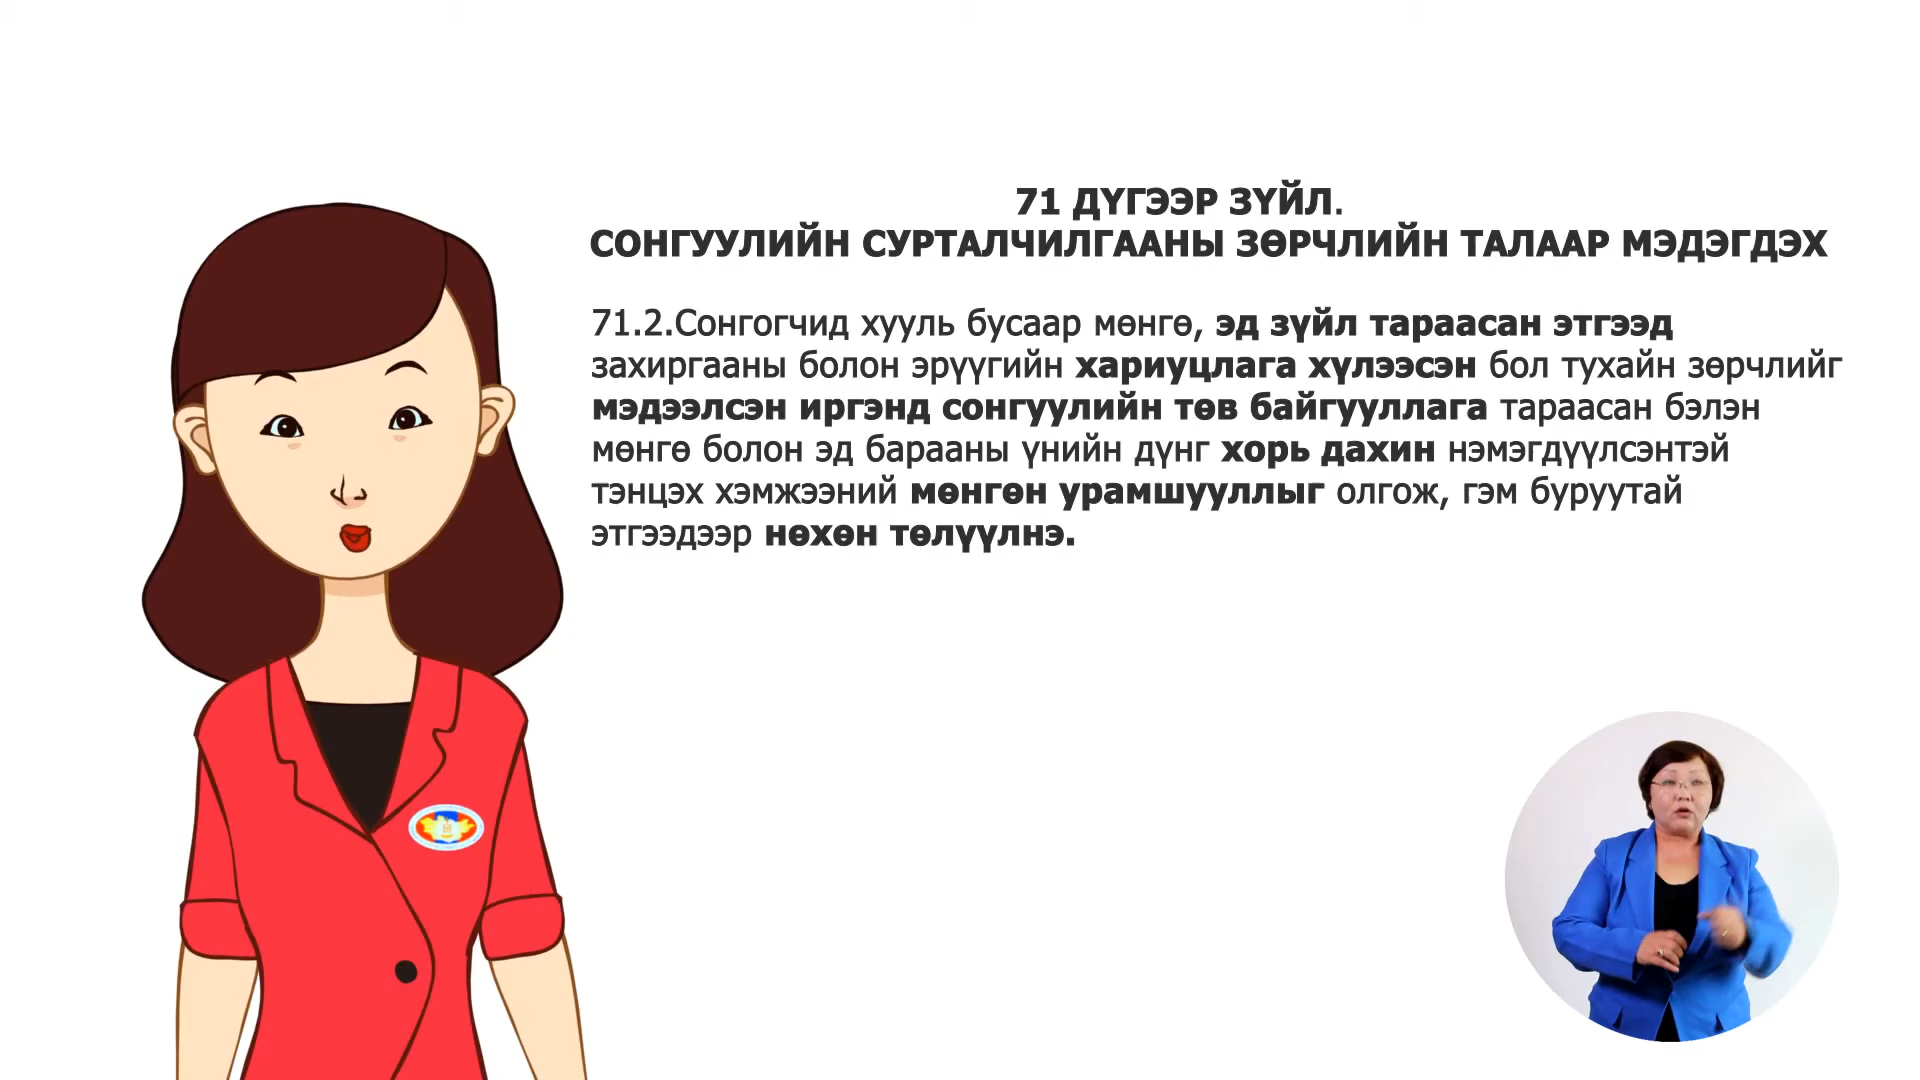 71 ДҮГЭЭР ЗҮЙЛ.
СОНГУУЛИЙН СУРТАЛЧИЛГААНЫ ЗӨРЧЛИЙН ТАЛААР МЭДЭГДЭХ
71.2.Сонгогчид хууль бусаар мөнгө, эд зүйл тараасан этгээд
захиргааны болон эрүүгийн хариуцлага хүлээсэн бол тухайн зөрчлийг
мэдээлсэн иргэнд сонгуулийн төв байгууллага тараасан бэлэн
мөнгө болон эд барааны үнийн дүнг хорь дахин нэмэгдүүлсэнтэй
тэнцэх хэмжээний мөнгөн урамшууллыг олгож, гэм буруутай
этгээдээр нөхөн төлүүлнэ.